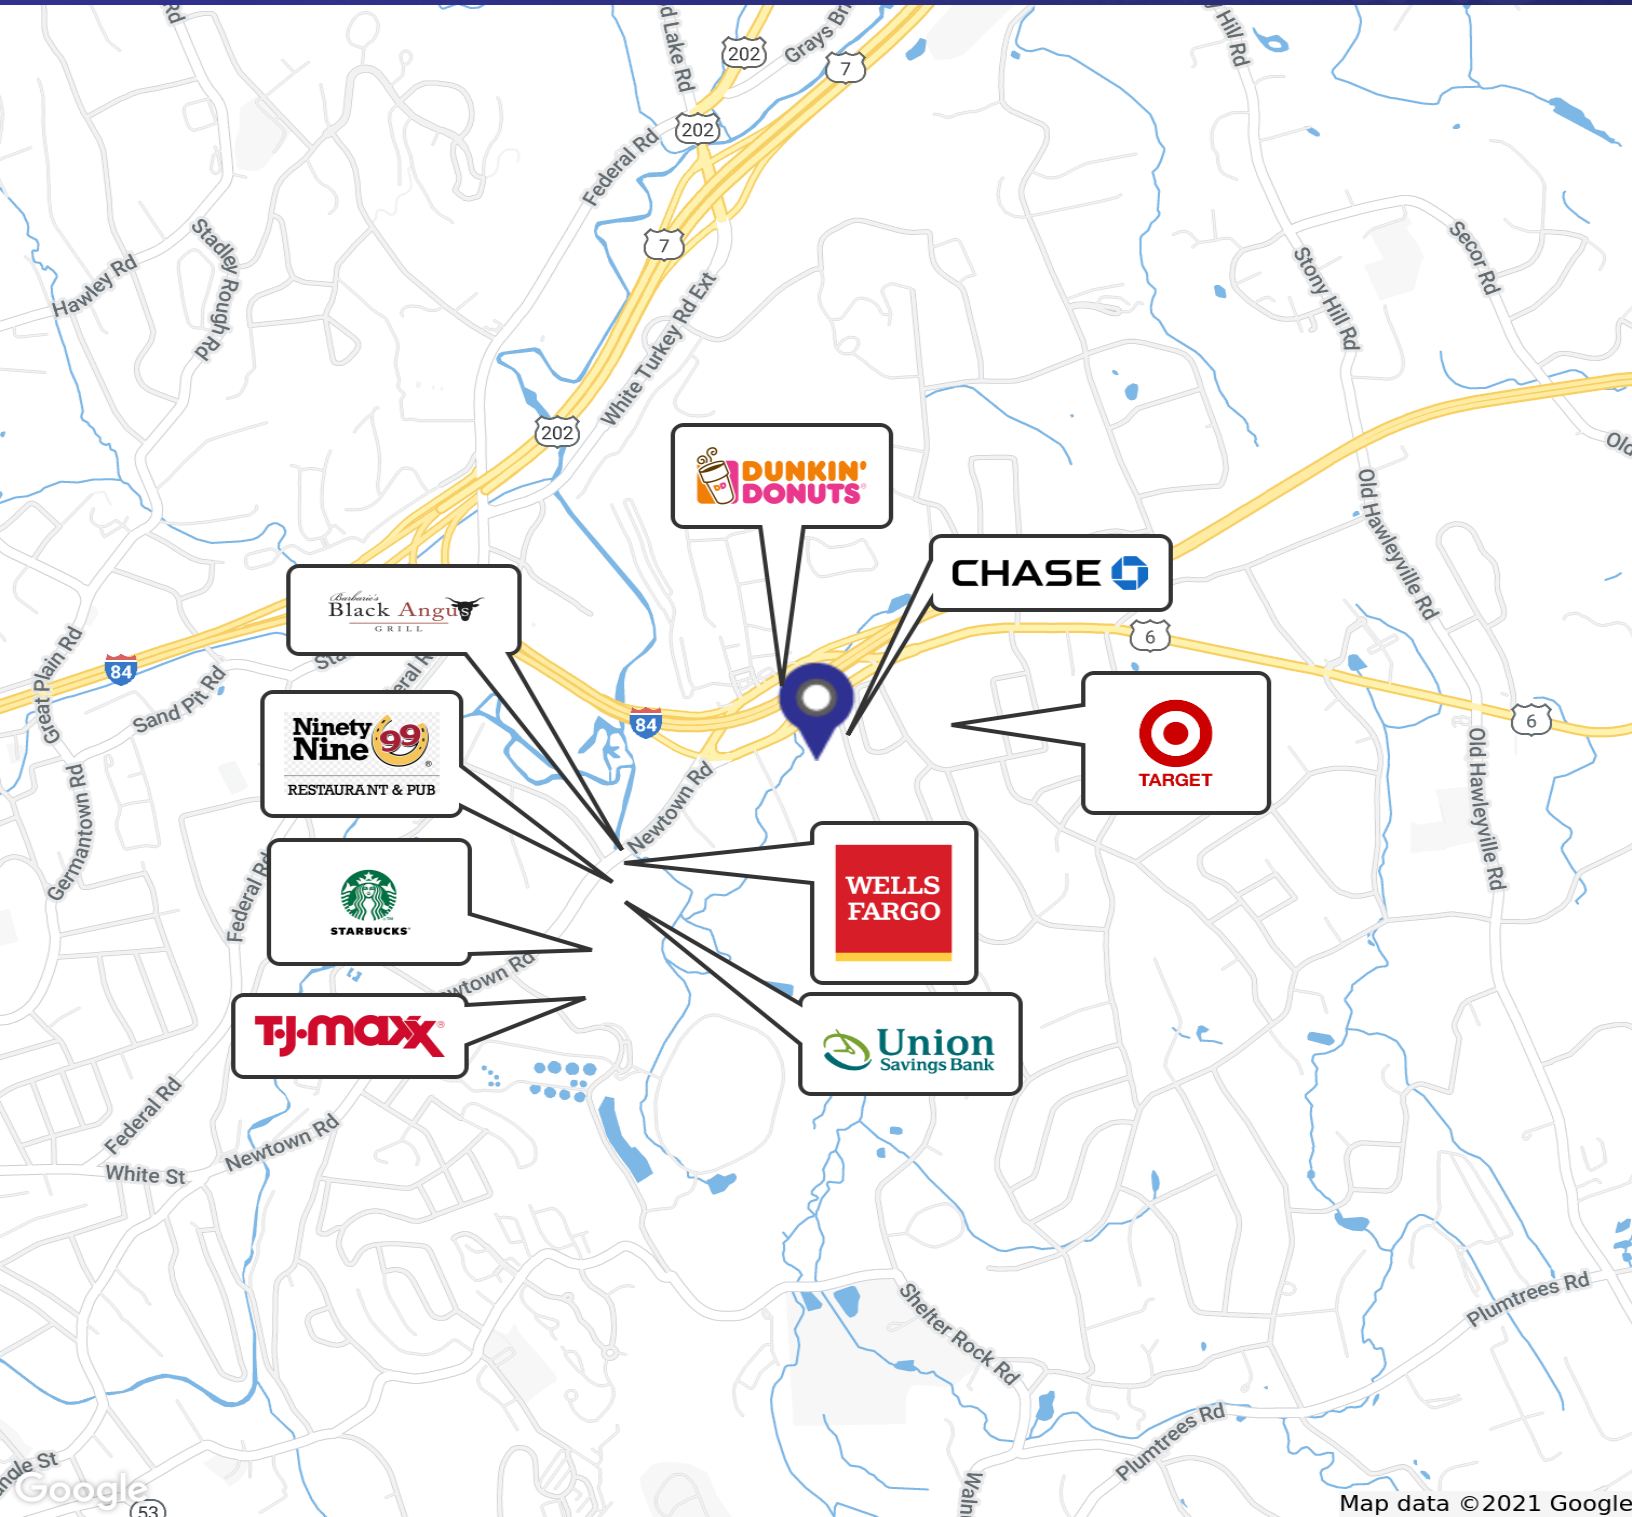 Rd
d Lake Rd
202
Grays Bri
7
Hill Rd
202
Federal Rd
Stadley Rough Rd
Hawley Rd
7
Secor Rd
Stony Hill Rd
White Turkey Rd Ext
202
Old
DUNKIN'
DONUTS
Old Hawleyville Rd
CHASE
Barbarie's
Black Angus
GRILL
6
84
Great Plain Rd
Sta
eral R
Sand Pit Rd
84
6
TARGET
Ninety
Nine
99
RESTAURANT & PUB
Old Hawleyville Rd
Germantown Rd
Newtown Rd
WELLS
FARGO
Federal Rd
STARBUCKS
wtown Rd
T·J·maxx
Union
Savings Bank
Federal Rd
Newtown Rd
White St
Plumtrees Rd
Shelter Rock Rd
Plumtrees Rd
Waln
St
Google
53
Map data ©2021 Google